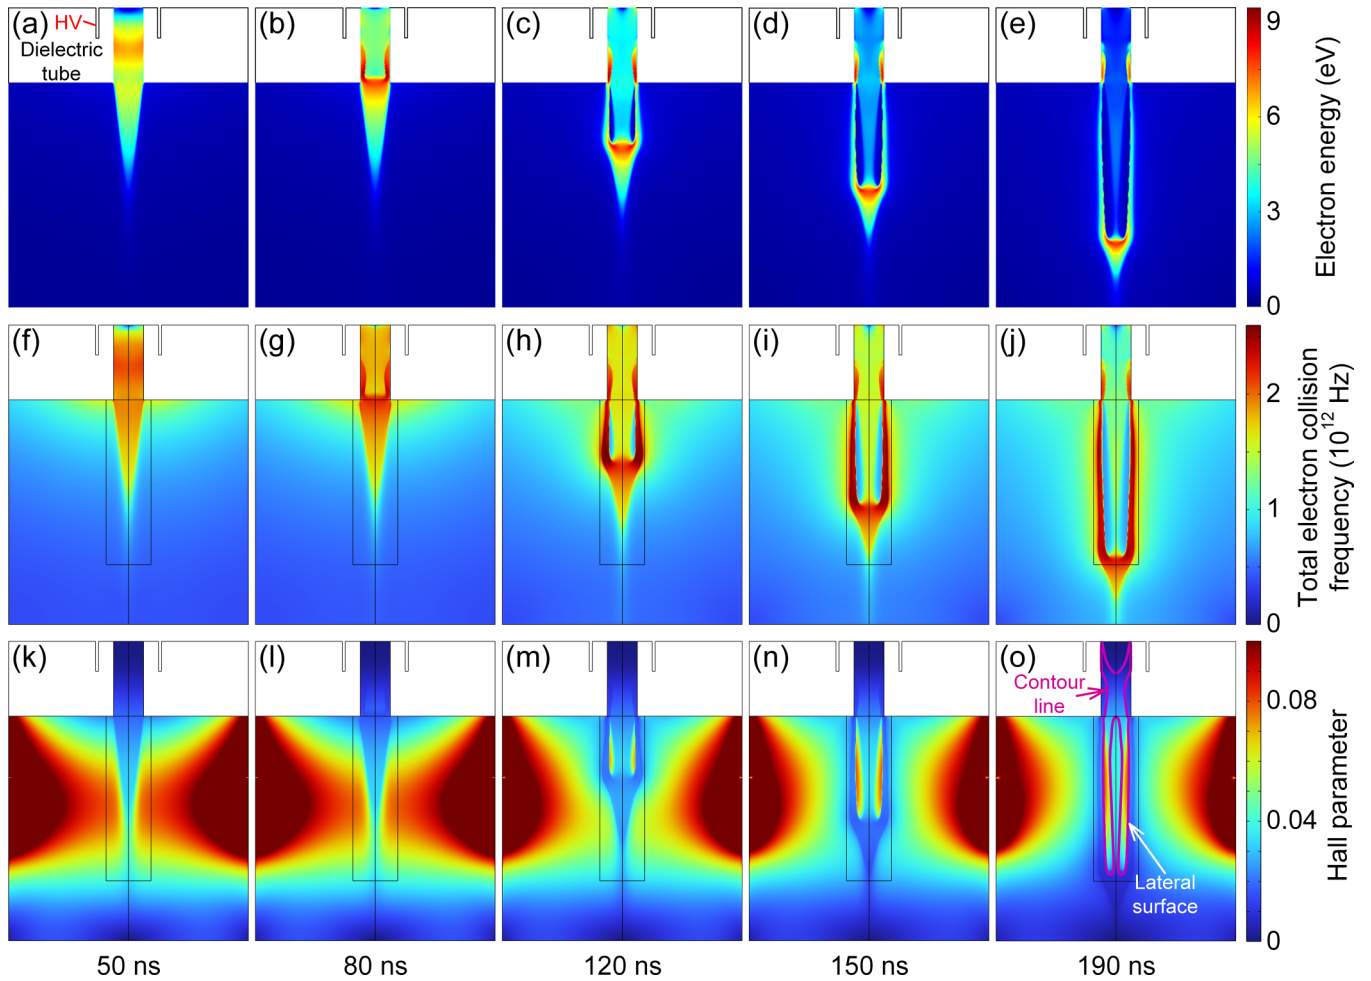 (a)
HV
Dielectric
tube
(b)
(c)
(d)
(e)
9
6
3
0
Electron energy (eV)
(f)
(g)
(h)
(i)
(j)
2
1
0
Total electron collision
frequency (10¹² Hz)
(k)
(l)
(m)
(n)
(o)
Contour
line
Lateral
surface
0.08
0.04
0
Hall parameter
50 ns
80 ns
120 ns
150 ns
190 ns